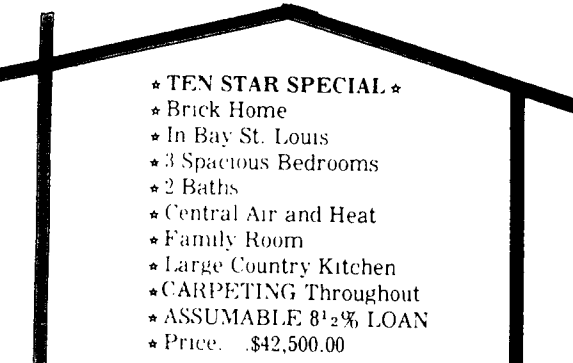 * TEN STAR SPECIAL *
* Brick Home
* In Bay St. Louis
* 3 Spacious Bedrooms
* 2 Baths
* Central Air and Heat
* Family Room
* Large Country Kitchen
* CARPETING Throughout
* ASSUMABLE 8½% LOAN
* Price. .$42,500.00